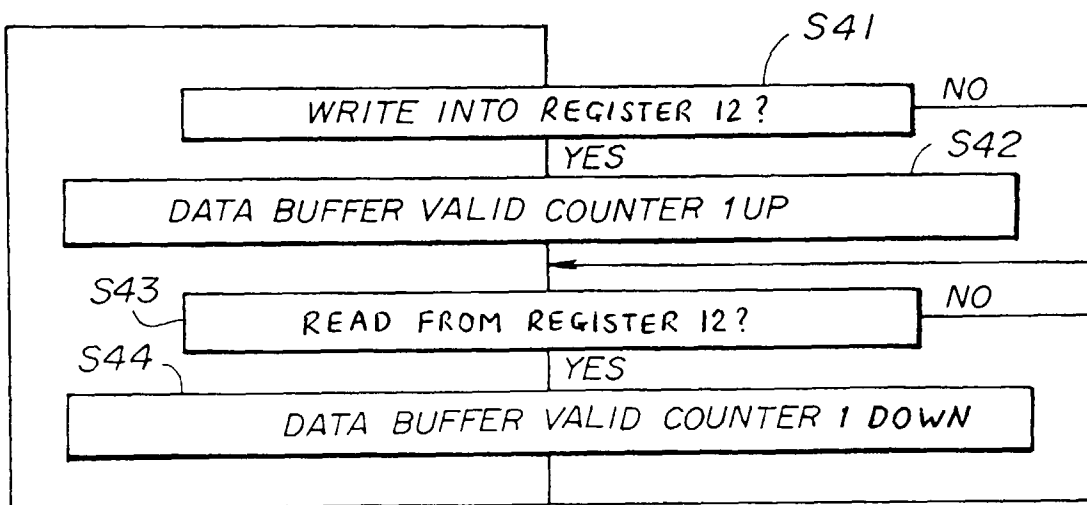 S41
WRITE INTO REGISTER 12?
NO
YES
S42
DATA BUFFER VALID COUNTER 1UP
S43
READ FROM REGISTER 12?
NO
YES
S44
DATA BUFFER VALID COUNTER 1 DOWN